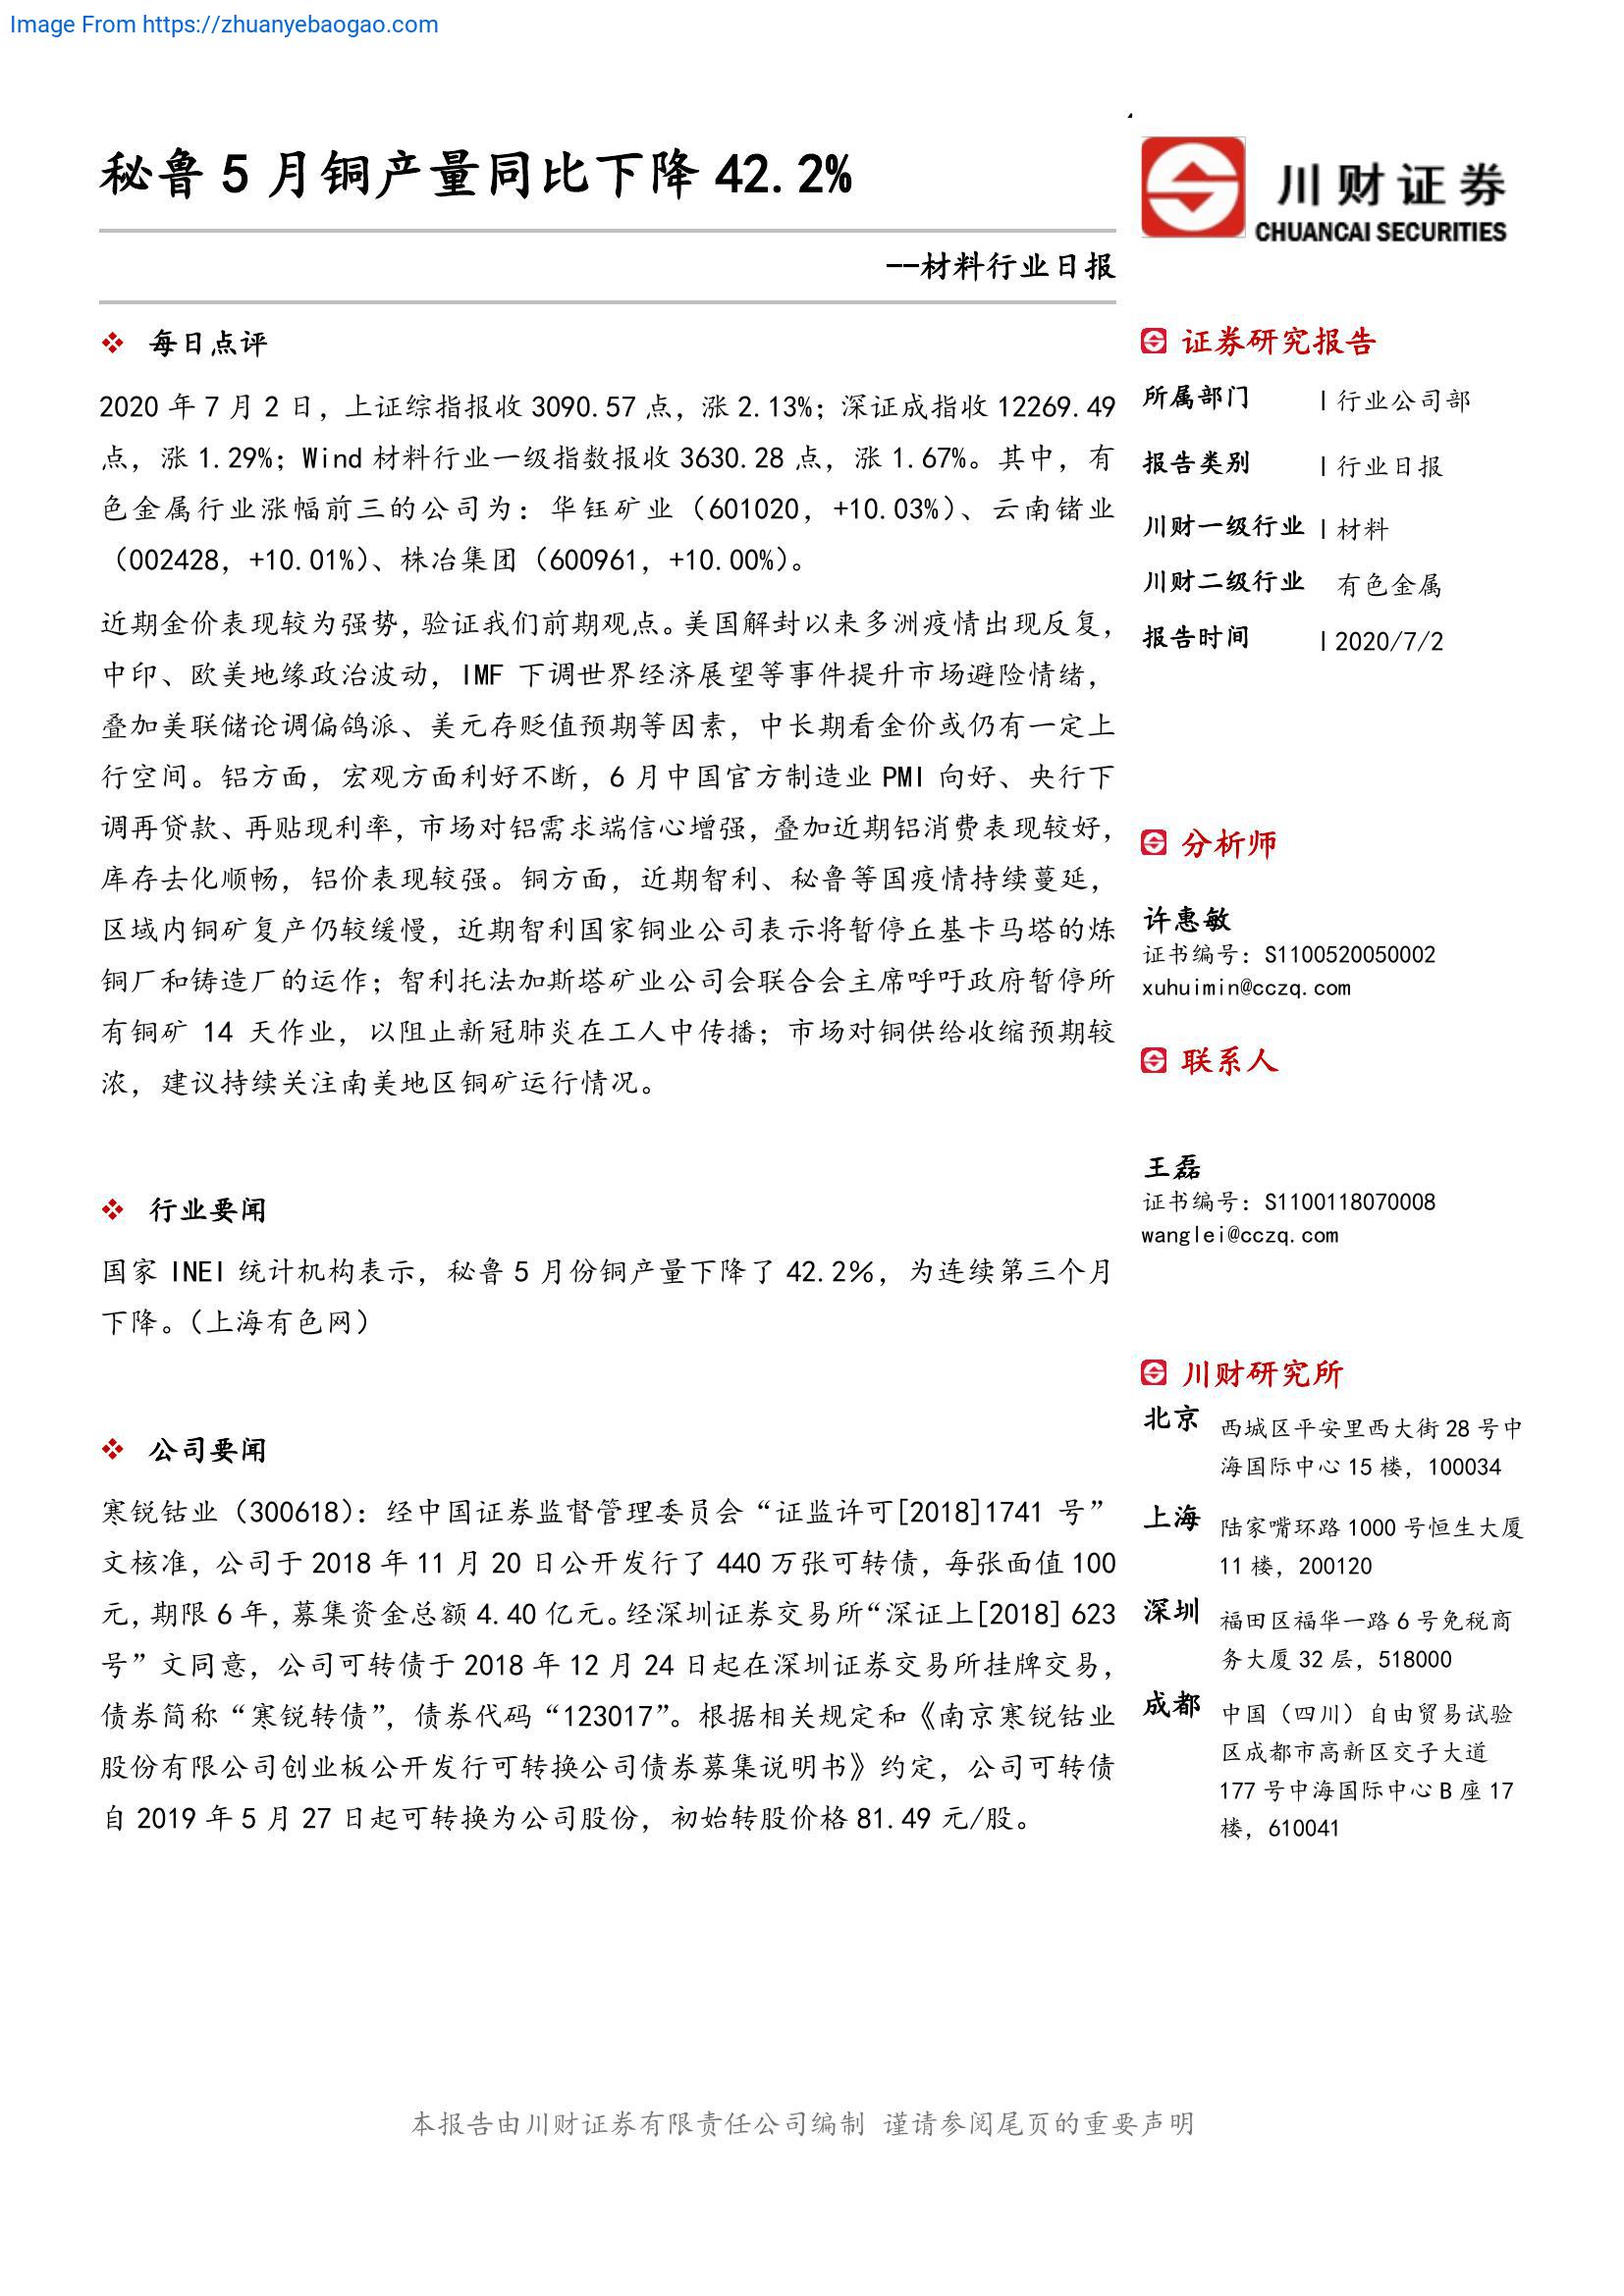 Image From https://zhuanyebaogao.com
秘鲁 5 月铜产量同比下降 42.2%
——材料行业日报
❖ 每日点评
2020 年 7 月 2 日，上证综指报收 3090.57 点，涨 2.13%；深证成指收 12269.49
点，涨 1.29%；Wind 材料行业一级指数报收 3630.28 点，涨 1.67%。其中，有
色金属行业涨幅前三的公司为：华钰矿业（601020，+10.03%）、云南锗业
（002428，+10.01%）、株冶集团（600961，+10.00%）。
近期金价表现较为强势，验证我们前期观点。美国解封以来多洲疫情出现反复，
中印、欧美地缘政治波动，IMF 下调世界经济展望等事件提升市场避险情绪，
叠加美联储论调偏鸽派、美元存贬值预期等因素，中长期看金价或仍有一定上
行空间。铝方面，宏观方面利好不断，6 月中国官方制造业 PMI 向好、央行下
调再贷款、再贴现利率，市场对铝需求端信心增强，叠加近期铝消费表现较好，
库存去化顺畅，铝价表现较强。铜方面，近期智利、秘鲁等国疫情持续蔓延，
区域内铜矿复产仍较缓慢，近期智利国家铜业公司表示将暂停丘基卡马塔的炼
铜厂和铸造厂的运作；智利托法加斯塔矿业公司会联合会主席呼吁政府暂停所
有铜矿 14 天作业，以阻止新冠肺炎在工人中传播；市场对铜供给收缩预期较
浓，建议持续关注南美地区铜矿运行情况。
❖ 行业要闻
国家 INEI 统计机构表示，秘鲁 5 月份铜产量下降了 42.2%，为连续第三个月
下降。（上海有色网）
❖ 公司要闻
寒锐钴业（300618）：经中国证券监督管理委员会“证监许可[2018]1741 号”
文核准，公司于 2018 年 11 月 20 日公开发行了 440 万张可转债，每张面值 100
元，期限 6 年，募集资金总额 4.40 亿元。经深圳证券交易所“深证上[2018] 623
号”文同意，公司可转债于 2018 年 12 月 24 日起在深圳证券交易所挂牌交易，
债券简称“寒锐转债”，债券代码“123017”。根据相关规定和《南京寒锐钴业
股份有限公司创业板公开发行可转换公司债券募集说明书》约定，公司可转债
自 2019 年 5 月 27 日起可转换为公司股份，初始转股价格 81.49 元/股。
川财证券
CHUANCAI SECURITIES
证券研究报告
所属部门 | 行业公司部
报告类别 | 行业日报
川财一级行业 | 材料
川财二级行业 有色金属
报告时间 | 2020/7/2
分析师
许惠敏
证书编号：S1100520050002
xuhuimin@cczq.com
联系人
王磊
证书编号：S1100118070008
wanglei@cczq.com
川财研究所
北京 西城区平安里西大街 28 号中
海国际中心 15 楼，100034
上海 陆家嘴环路 1000 号恒生大厦
11 楼，200120
深圳 福田区福华一路 6 号免税商
务大厦 32 层，518000
成都 中国（四川）自由贸易试验
区成都市高新区交子大道
177 号中海国际中心 B 座 17
楼，610041
本报告由川财证券有限责任公司编制 谨请参阅尾页的重要声明